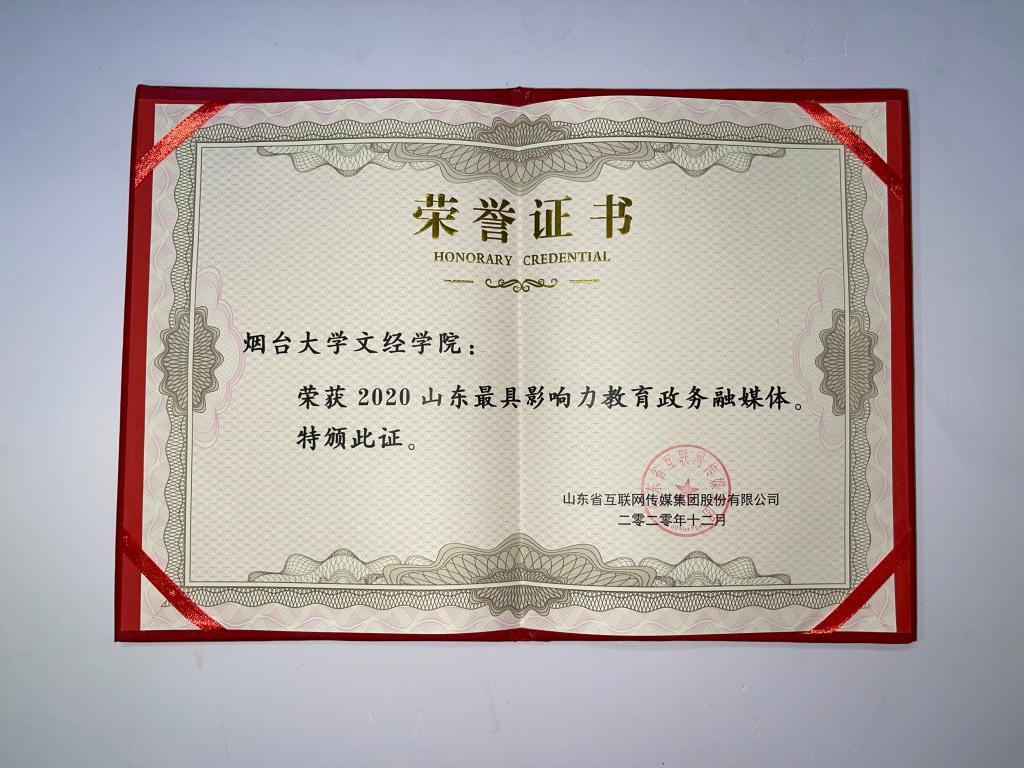 荣誉证书
HONORARY CREDENTIAL
烟台大学文经学院：
荣获 2020 山东最具影响力教育政务融媒体。
特颁此证。
山东省互联网传媒集团股份有限公司
二零二零年十二月